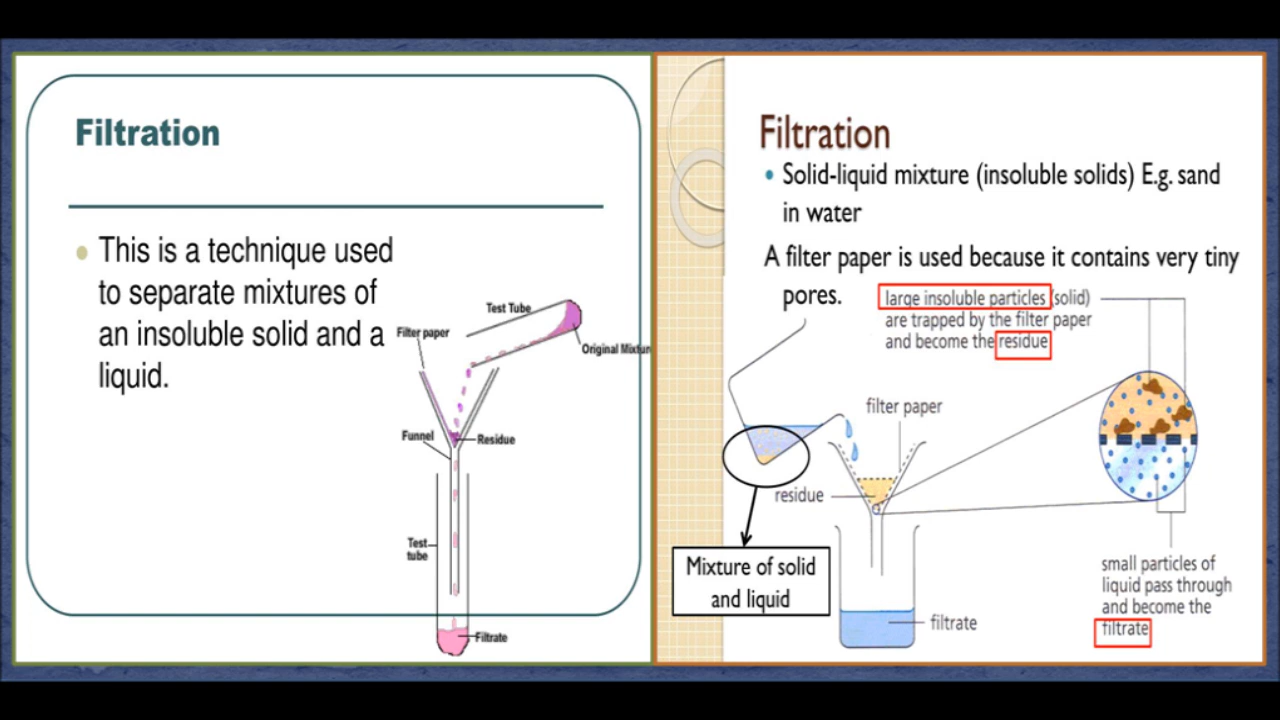 Filtration
This is a technique used
to separate mixtures of
an insoluble solid and a
liquid.
Test Tube
Filter paper
Original Mixture
Funnel
Residue
Test
tube
Filtrate
Filtration
Solid-liquid mixture (insoluble solids) E.g. sand
in water
A filter paper is used because it contains very tiny
pores.
large insoluble particles (solid)
are trapped by the filter paper
and become the residue
filter paper
residue
Mixture of solid
and liquid
filtrate
small particles of
liquid pass through
and become the
filtrate